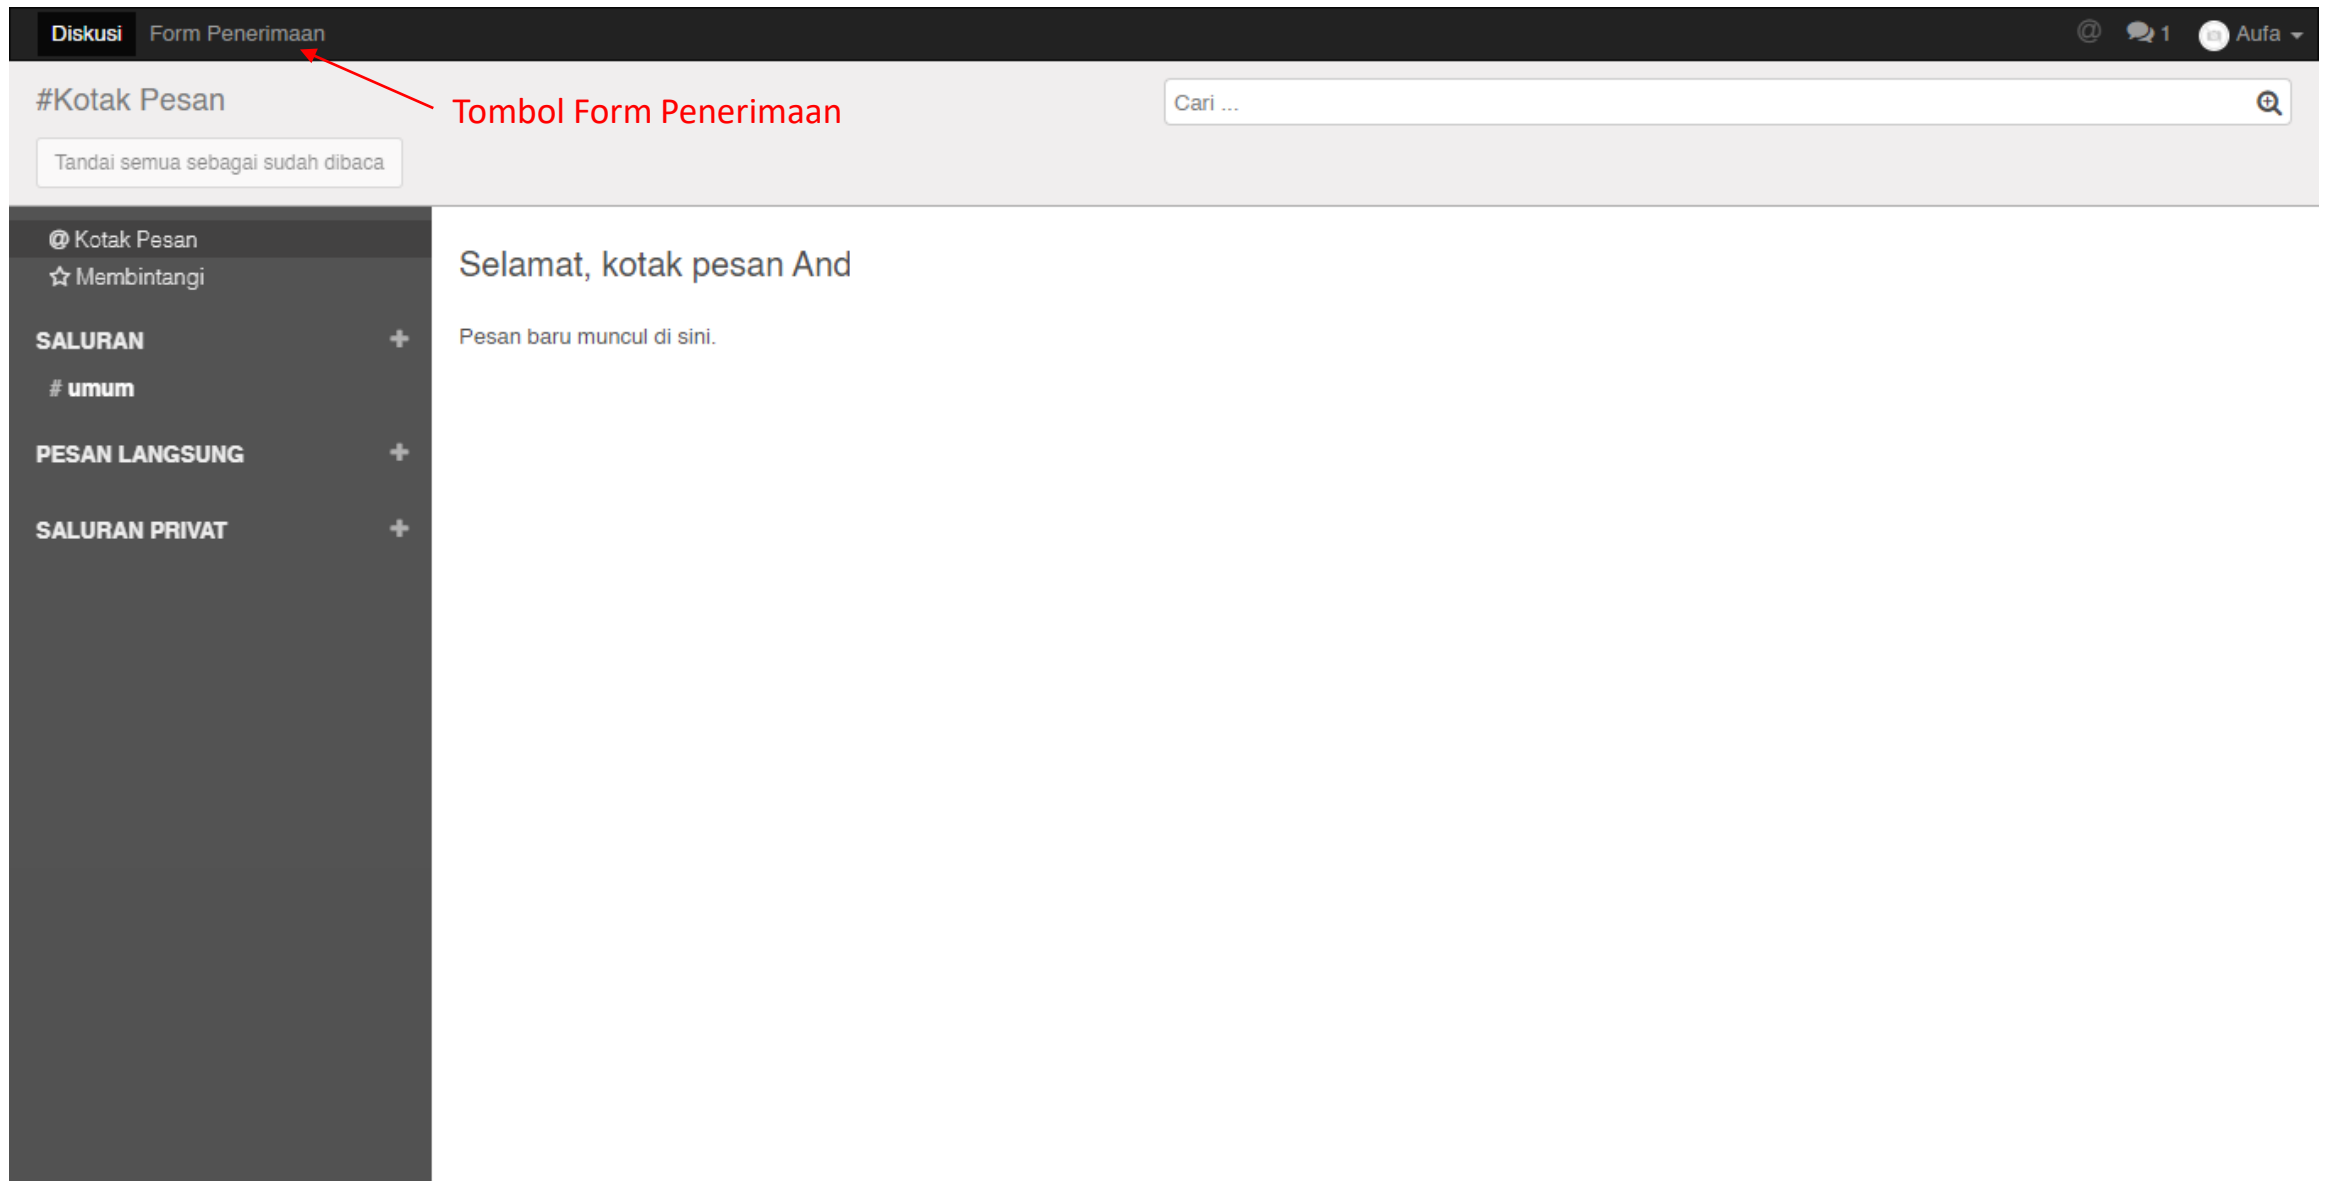 Diskusi Form Penerimaan @ 1 Aufa
#Kotak Pesan
Tombol Form Penerimaan
Cari ...
Tandai semua sebagai sudah dibaca
@ Kotak Pesan
Membintangi
SALURAN +
# umum
PESAN LANGSUNG +
SALURAN PRIVAT +
Selamat, kotak pesan And
Pesan baru muncul di sini.